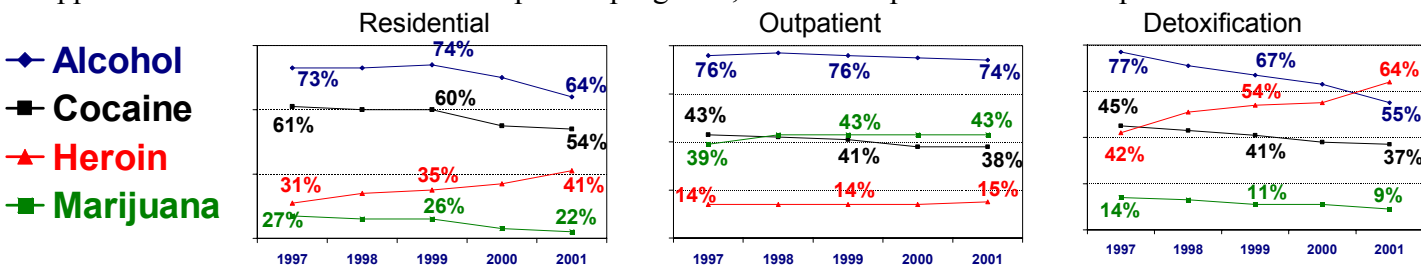 Residential Outpatient Detoxification
Alcohol
Cocaine
Heroin
Marijuana
73% 74% 64%
61% 60% 54%
31% 35% 41%
27% 26% 22%
1997 1998 1999 2000 2001
76% 76% 74%
43% 43% 43%
39% 41% 38%
14% 14% 15%
1997 1998 1999 2000 2001
77% 67% 64%
45% 54% 55%
42% 41% 37%
14% 11% 9%
1997 1998 1999 2000 2001